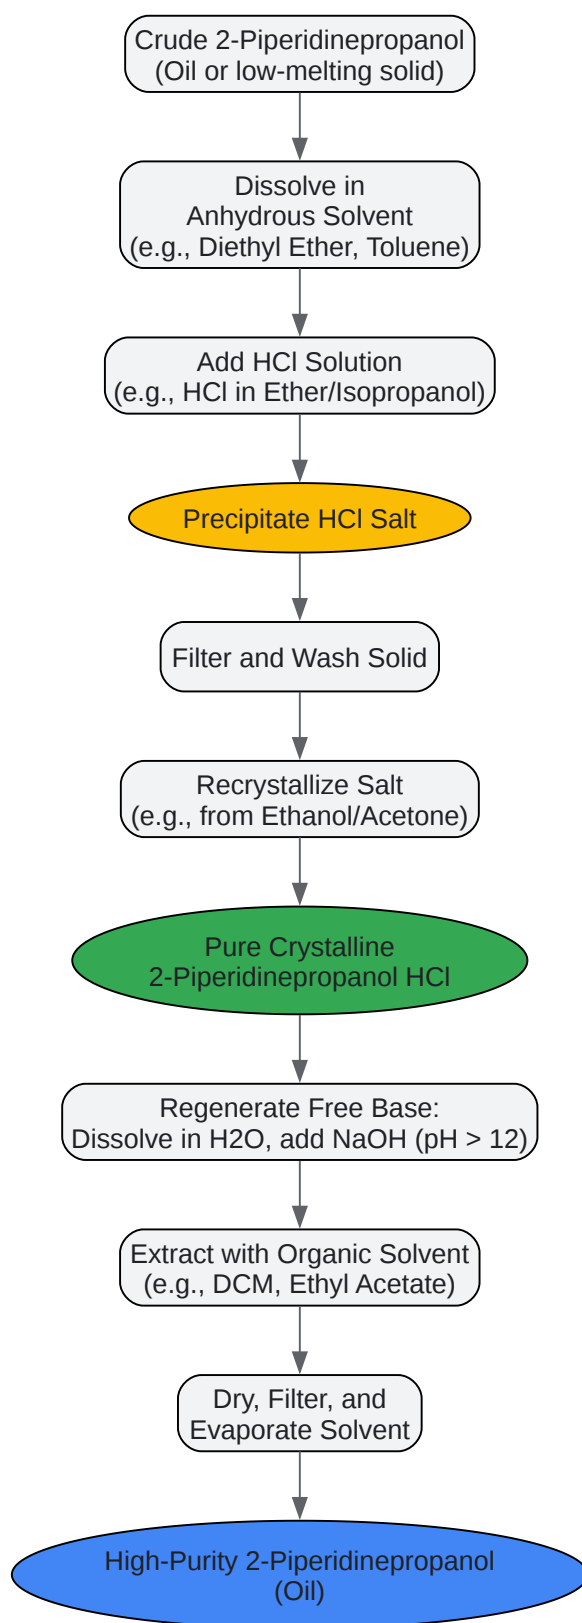 Crude 2-Piperidinepropanol
(Oil or low-melting solid)
Dissolve in
Anhydrous Solvent
(e.g., Diethyl Ether, Toluene)
Add HCl Solution
(e.g., HCl in Ether/Isopropanol)
Precipitate HCl Salt
Filter and Wash Solid
Recrystallize Salt
(e.g., from Ethanol/Acetone)
Pure Crystalline
2-Piperidinepropanol HCl
Regenerate Free Base:
Dissolve in H2O, add NaOH (pH > 12)
Extract with Organic Solvent
(e.g., DCM, Ethyl Acetate)
Dry, Filter, and
Evaporate Solvent
High-Purity 2-Piperidinepropanol
(Oil)